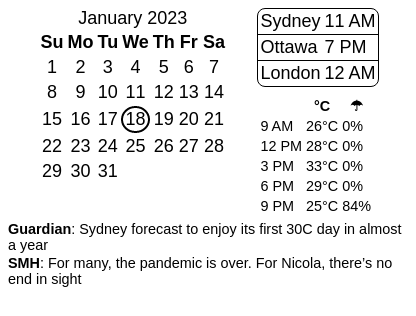 January 2023
Su Mo Tu We Th Fr Sa
1 2 3 4 5 6 7
8 9 10 11 12 13 14
15 16 17 18 19 20 21
22 23 24 25 26 27 28
29 30 31
Sydney 11 AM
Ottawa 7 PM
London 12 AM
°C ☂
9 AM 26°C 0%
12 PM 28°C 0%
3 PM 33°C 0%
6 PM 29°C 0%
9 PM 25°C 84%
Guardian: Sydney forecast to enjoy its first 30C day in almost
a year
SMH: For many, the pandemic is over. For Nicola, there's no
end in sight